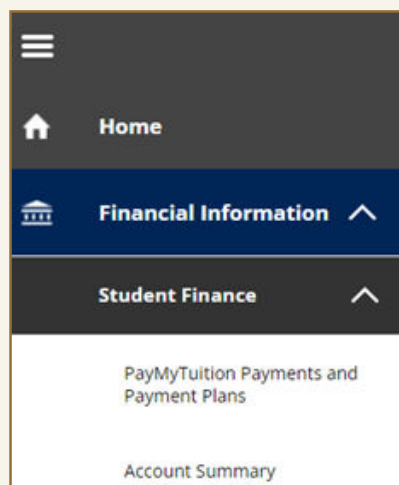 Home
Financial Information
Student Finance
PayMyTuition Payments and
Payment Plans
Account Summary